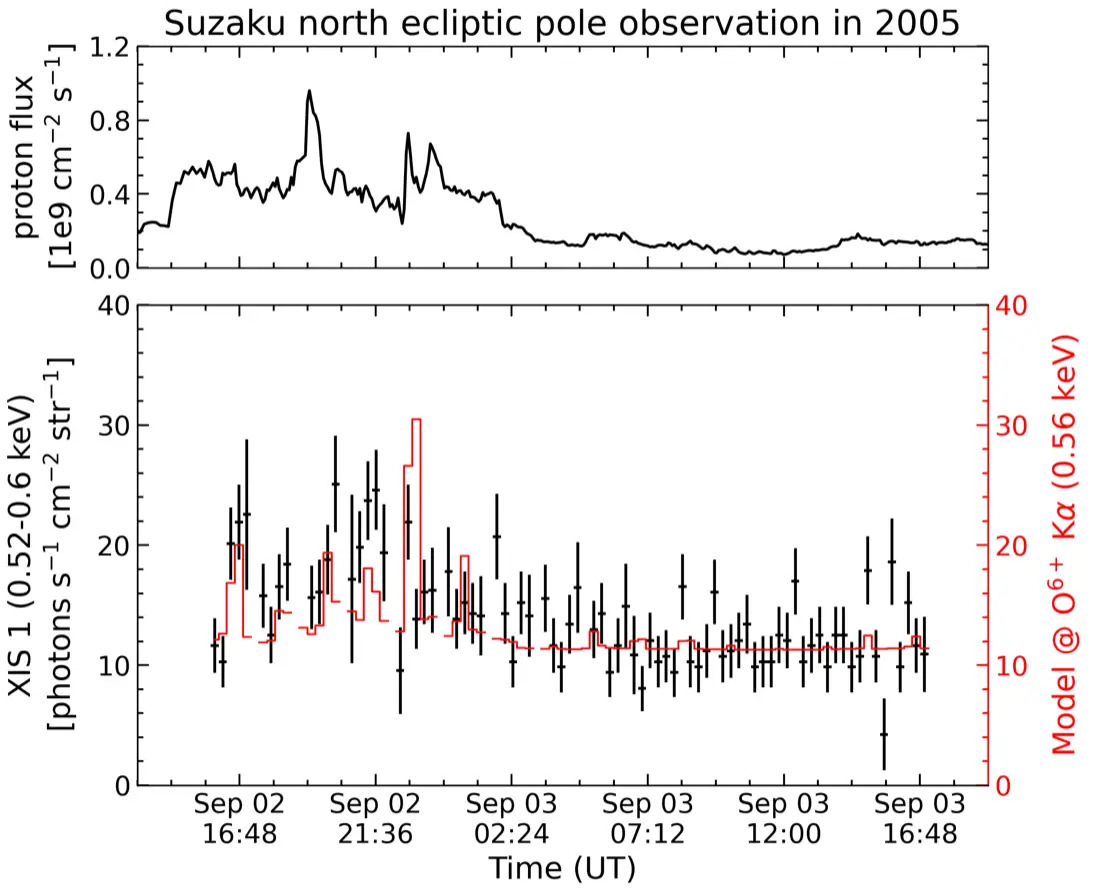 Suzaku north ecliptic pole observation in 2005
proton flux
[1e9 cm⁻² s⁻¹]
1.2
0.8
0.4
0.0
XIS 1 (0.52-0.6 keV)
[photons s⁻¹ cm⁻² str⁻¹]
40
30
20
10
0
40
30
20
10
0
Model @ O⁶⁺ Kα (0.56 keV)
Sep 02 Sep 02 Sep 03 Sep 03 Sep 03 Sep 03
16:48 21:36 02:24 07:12 12:00 16:48
Time (UT)